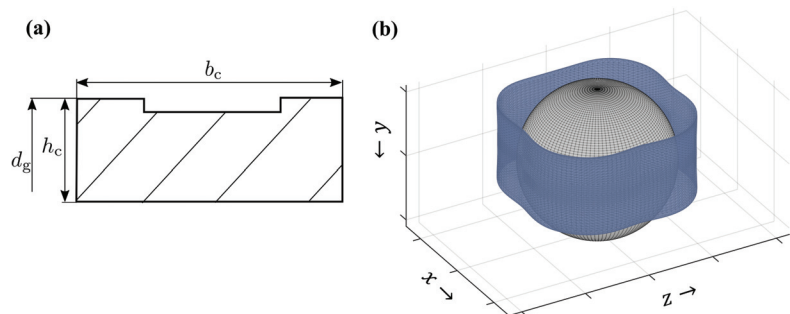 (a)
b_c
d_g
h_c
(b)
← y
x →
z →